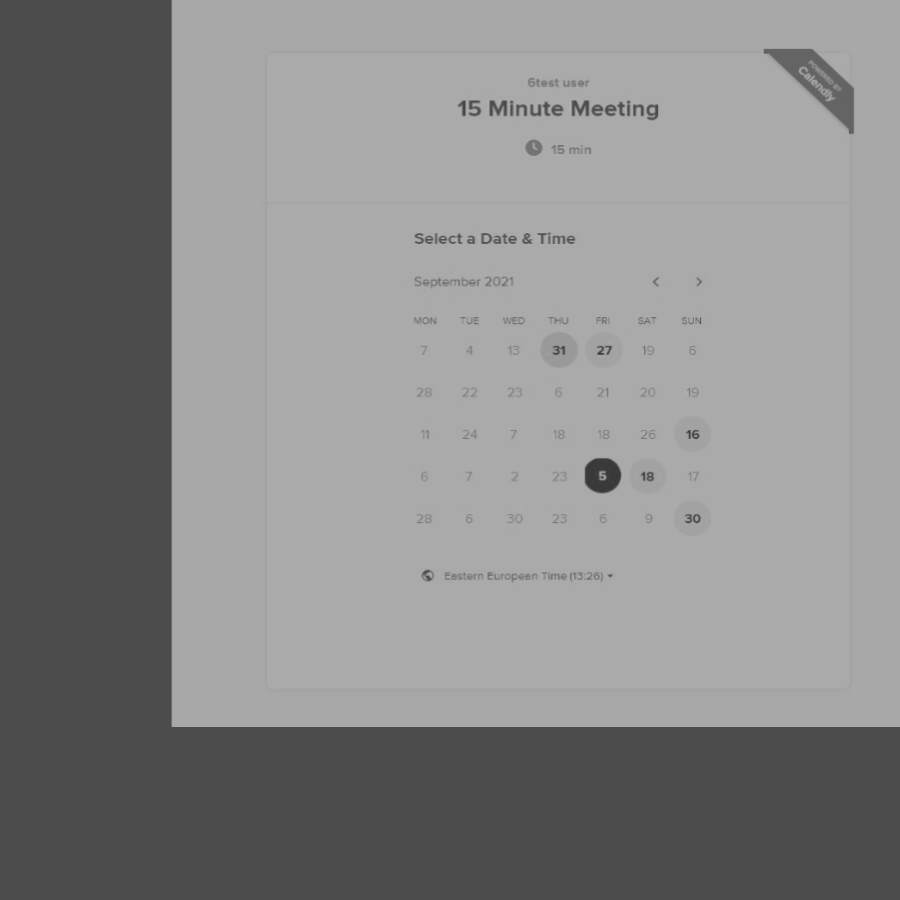 POWERED BY
Calendly
6test user
15 Minute Meeting
15 min
Select a Date & Time
September 2021
MON TUE WED THU FRI SAT SUN
7 4 13 31 27 19 6
28 22 23 6 21 20 19
11 24 7 18 18 26 16
6 7 2 23 5 18 17
28 6 30 23 6 9 30
Eastern European Time (13:26)